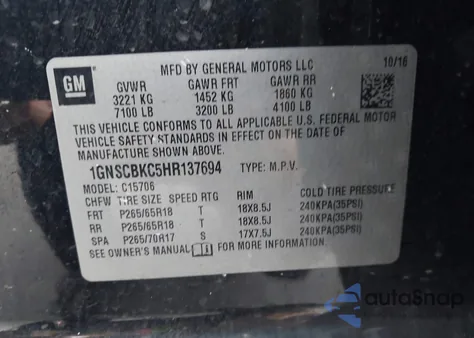 GM
MFD BY GENERAL MOTORS LLC 10/16
GVWR GAWR FRT GAWR RR
3221 KG 1452 KG 1860 KG
7100 LB 3200 LB 4100 LB
THIS VEHICLE CONFORMS TO ALL APPLICABLE U.S. FEDERAL MOTOR
VEHICLE SAFETY STANDARDS IN EFFECT ON THE DATE
OF MANUFACTURE SHOWN ABOVE.
1GNSCBKC5HR137694 TYPE: M.P.V.
MODEL: C15706
CHFW TIRE SIZE SPEED RTG RIM COLD TIRE PRESSURE
FRT P265/65R18 T 18X8.5J 240KPA(35PSI)
RR P265/65R18 T 18X8.5J 240KPA(35PSI)
SPA P265/70R17 S 17X7.5J 240KPA(35PSI)
SEE OWNER'S MANUAL FOR MORE INFORMATION.
autoSnap